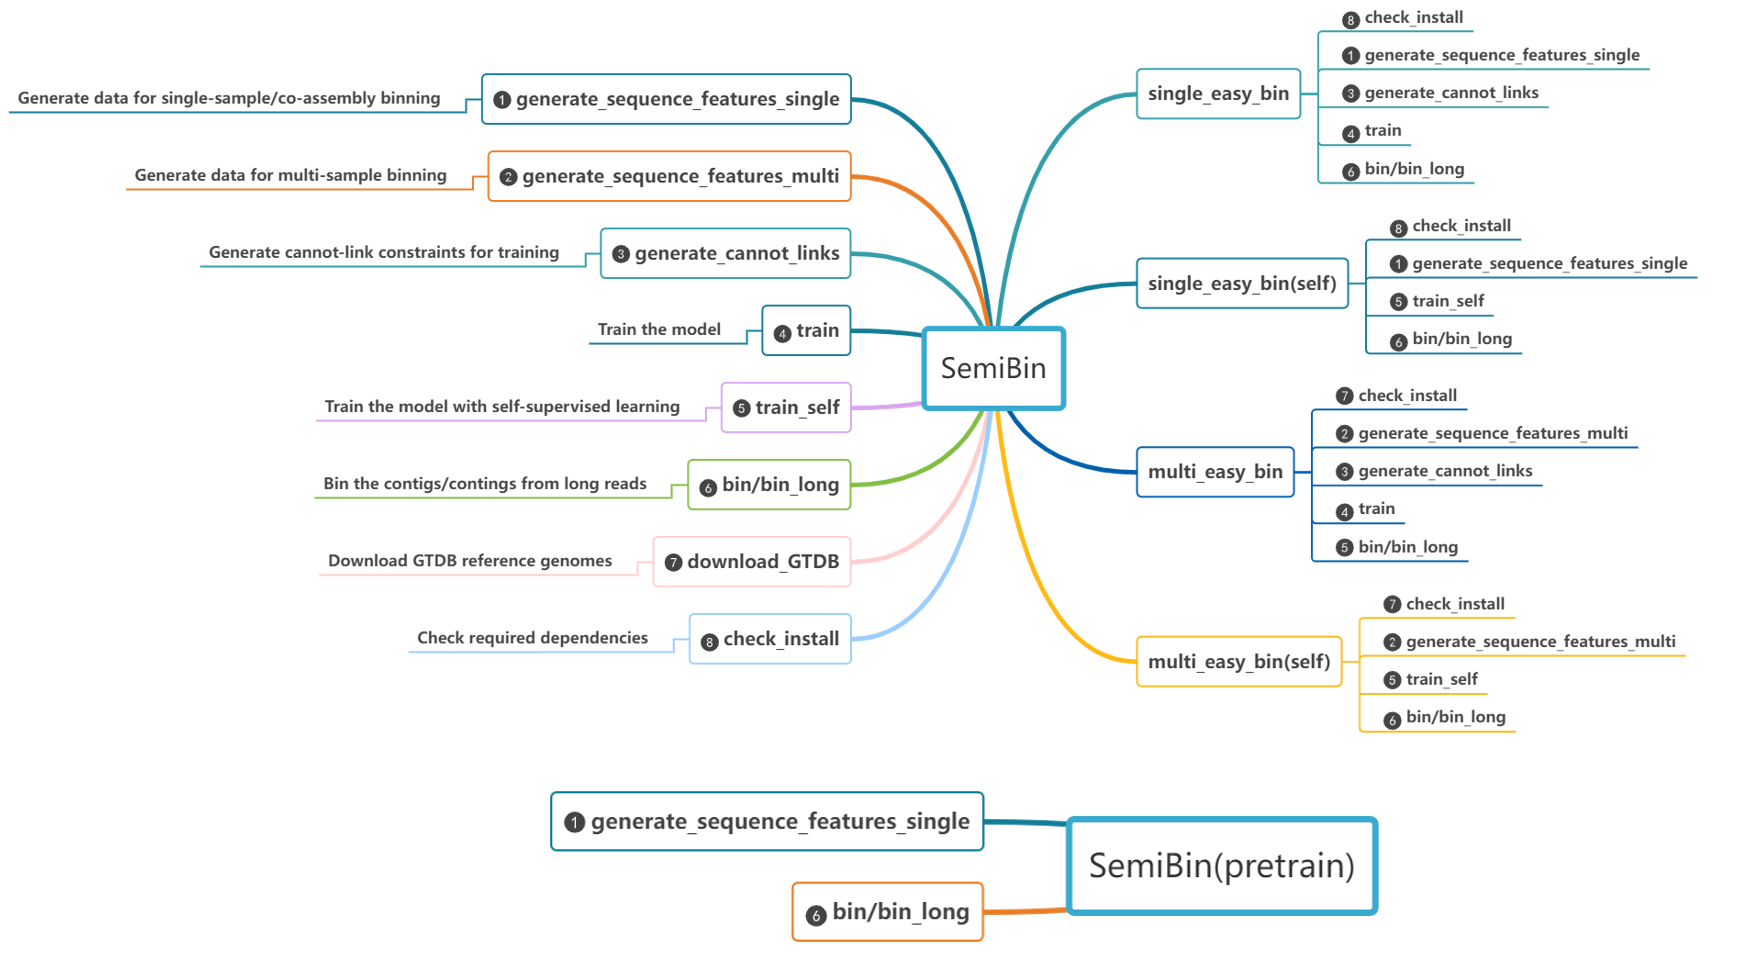 Generate data for single-sample/co-assembly binning
1 generate_sequence_features_single
Generate data for multi-sample binning
2 generate_sequence_features_multi
Generate cannot-link constraints for training
3 generate_cannot_links
Train the model
4 train
Train the model with self-supervised learning
5 train_self
Bin the contigs/contings from long reads
6 bin/bin_long
Download GTDB reference genomes
7 download_GTDB
Check required dependencies
8 check_install
SemiBin
single_easy_bin
8 check_install
1 generate_sequence_features_single
3 generate_cannot_links
4 train
6 bin/bin_long
single_easy_bin(self)
8 check_install
1 generate_sequence_features_single
5 train_self
6 bin/bin_long
multi_easy_bin
7 check_install
2 generate_sequence_features_multi
3 generate_cannot_links
4 train
5 bin/bin_long
multi_easy_bin(self)
7 check_install
2 generate_sequence_features_multi
5 train_self
6 bin/bin_long
1 generate_sequence_features_single
6 bin/bin_long
SemiBin(pretrain)